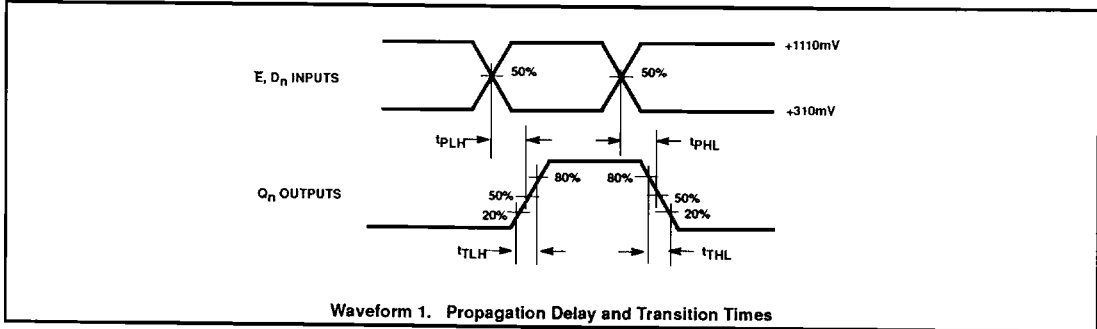 +1110mV
E̅, Dn INPUTS
50%
50%
+310mV
tPLH
tPHL
80%
80%
Qn OUTPUTS
50%
50%
20%
20%
tTLH
tTHL
Waveform 1. Propagation Delay and Transition Times